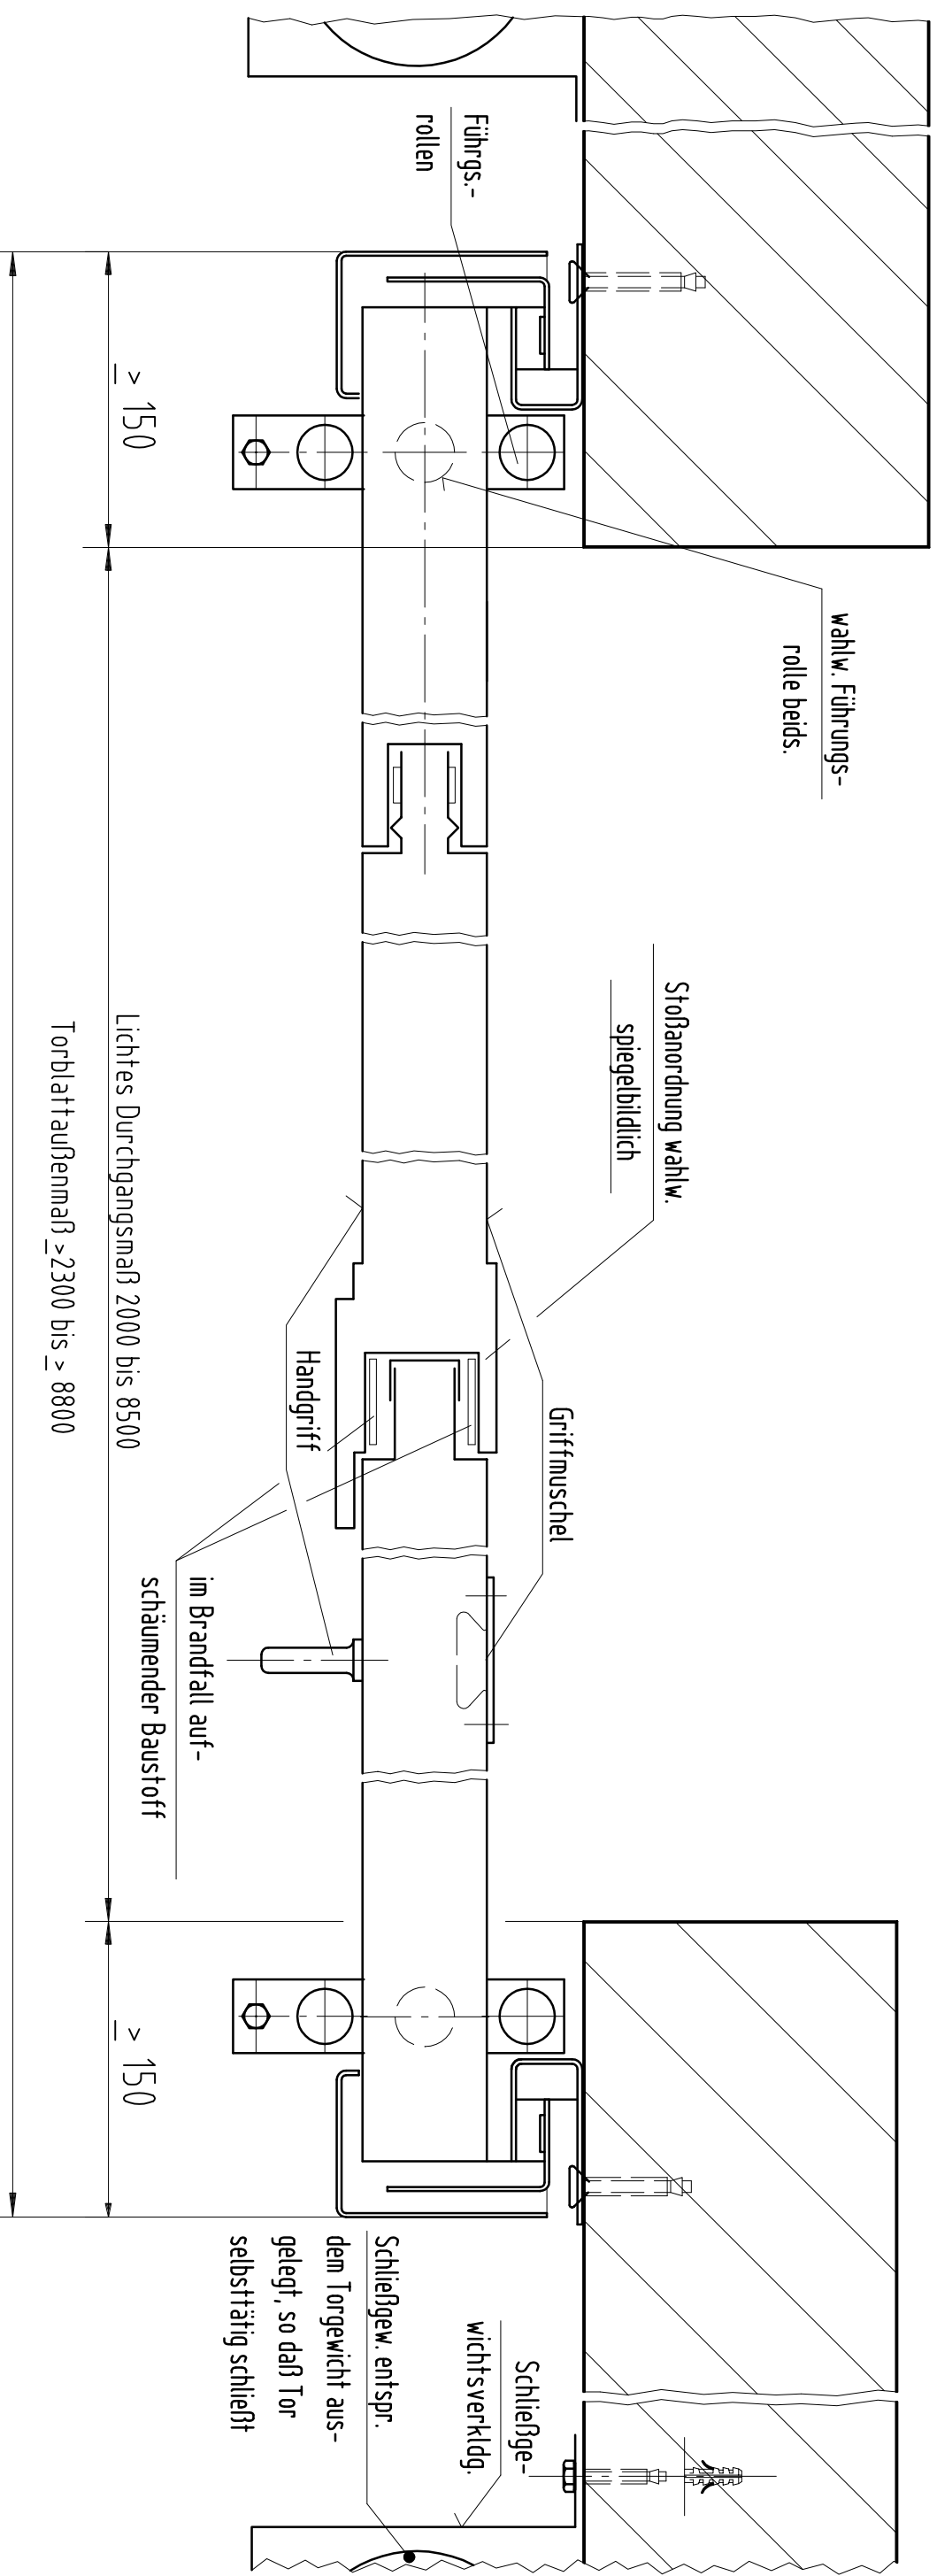 Führgs.-
rollen
wahlw. Führungs-
rolle beids.
Stoßanordnung wahlw.
spiegelbildlich
Griffmuschel
Handgriff
im Brandfall auf-
schäumender Baustoff
Schließge-
wichtsverkldg.
Schließgew. entspr.
dem Torgewicht aus-
gelegt, so daß Tor
selbsttätig schließt
≥ 150
Lichtes Durchgangsmaß 2000 bis 8500
≥ 150
Torblattaußenmaß ≥2300 bis ≥ 8800